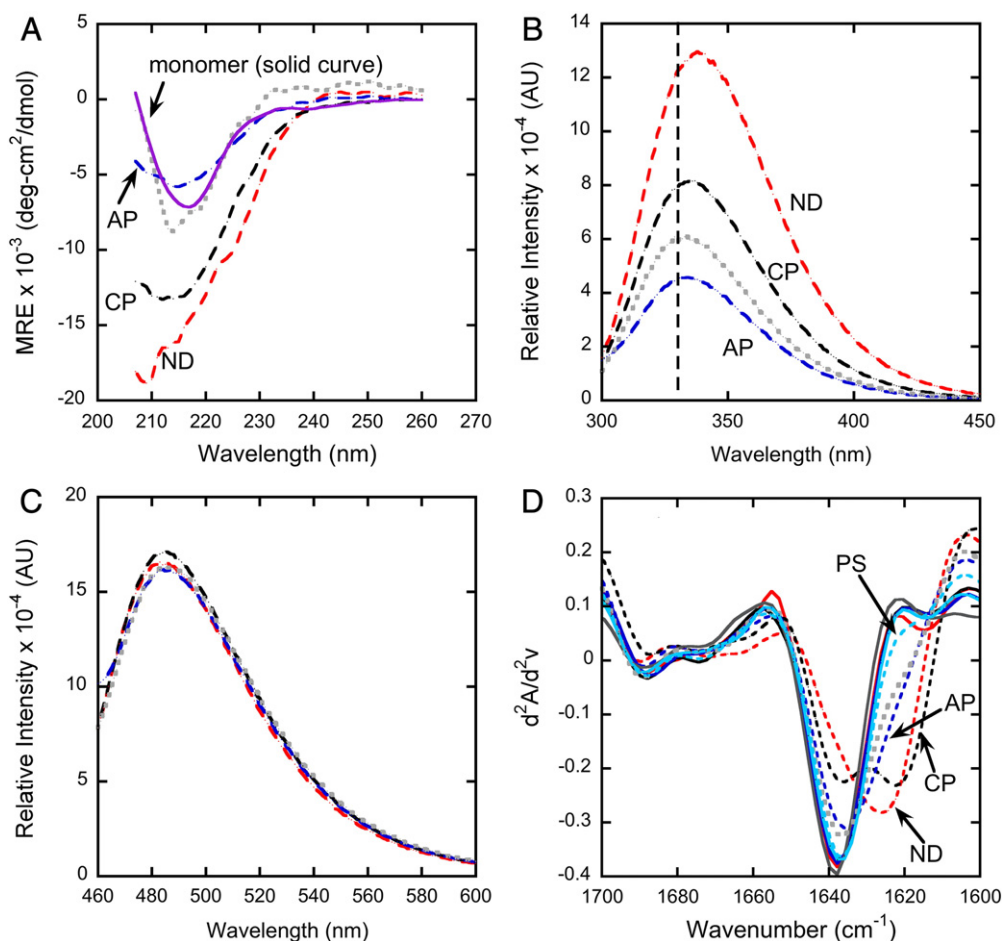 A
5
0
-5
-10
-15
-20
MRE x 10-3 (deg-cm2/dmol)
monomer (solid curve)
AP
CP
ND
200 210 220 230 240 250 260 270
Wavelength (nm)
B
14
12
10
8
6
4
2
0
Relative Intensity x 10-4 (AU)
ND
CP
AP
300 350 400 450
Wavelength (nm)
C
20
15
10
5
0
Relative Intensity x 10-4 (AU)
460 480 500 520 540 560 580 600
Wavelength (nm)
D
0.3
0.2
0.1
0
-0.1
-0.2
-0.3
-0.4
d2A/d2v
PS
AP
CP
ND
1700 1680 1660 1640 1620 1600
Wavenumber (cm-1)